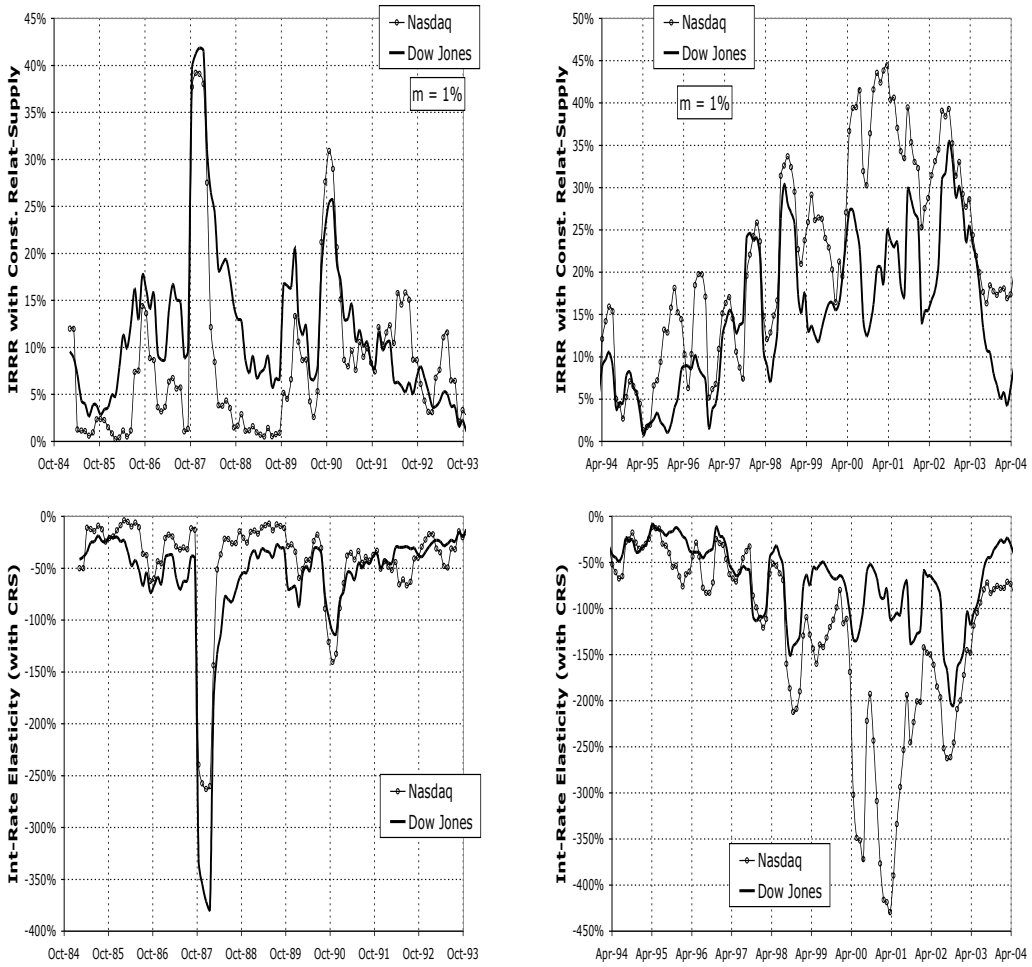 45%
40%
35%
30%
25%
20%
15%
10%
5%
0%
IRRR with Const. Relat-Supply
Nasdaq
Dow Jones
m = 1%
Oct-84 Oct-85 Oct-86 Oct-87 Oct-88 Oct-89 Oct-90 Oct-91 Oct-92 Oct-93
50%
45%
40%
35%
30%
25%
20%
15%
10%
5%
0%
IRRR with Const. Relat-Supply
Nasdaq
Dow Jones
m = 1%
Apr-94 Apr-95 Apr-96 Apr-97 Apr-98 Apr-99 Apr-00 Apr-01 Apr-02 Apr-03 Apr-04
0%
-50%
-100%
-150%
-200%
-250%
-300%
-350%
-400%
Int-Rate Elasticity (with CRS)
Nasdaq
Dow Jones
Oct-84 Oct-85 Oct-86 Oct-87 Oct-88 Oct-89 Oct-90 Oct-91 Oct-92 Oct-93
0%
-50%
-100%
-150%
-200%
-250%
-300%
-350%
-400%
-450%
Int-Rate Elasticity (with CRS)
Nasdaq
Dow Jones
Apr-94 Apr-95 Apr-96 Apr-97 Apr-98 Apr-99 Apr-00 Apr-01 Apr-02 Apr-03 Apr-04